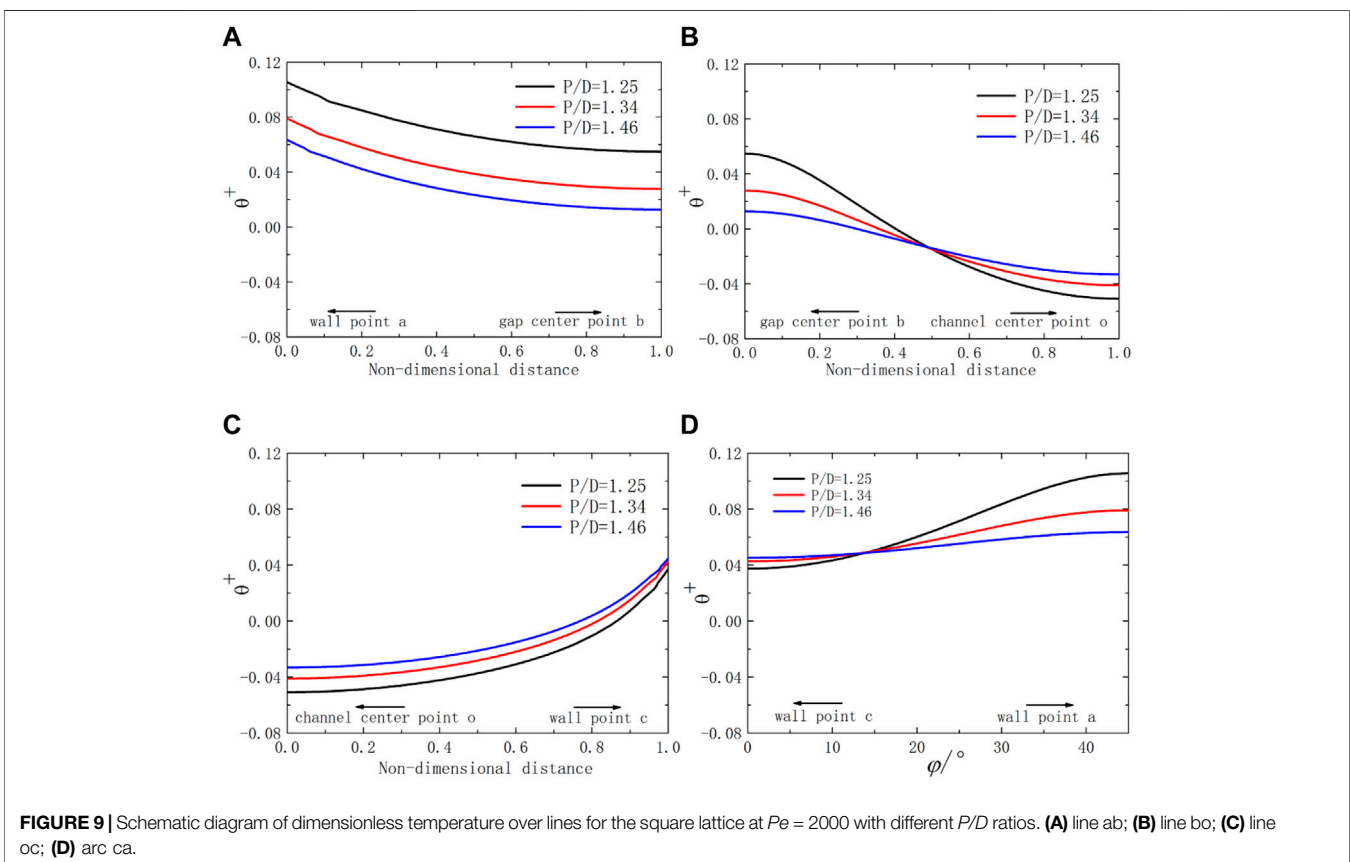 A
0.12
0.08
0.04
0.00
-0.04
-0.08
θ+
P/D=1.25
P/D=1.34
P/D=1.46
wall point a
gap center point b
0.0 0.2 0.4 0.6 0.8 1.0
Non-dimensional distance
B
0.12
0.08
0.04
0.00
-0.04
-0.08
θ+
P/D=1.25
P/D=1.34
P/D=1.46
gap center point b
channel center point o
0.0 0.2 0.4 0.6 0.8 1.0
Non-dimensional distance
C
0.12
0.08
0.04
0.00
-0.04
-0.08
θ+
P/D=1.25
P/D=1.34
P/D=1.46
channel center point o
wall point c
0.0 0.2 0.4 0.6 0.8 1.0
Non-dimensional distance
D
0.12
0.08
0.04
0.00
-0.04
-0.08
θ+
P/D=1.25
P/D=1.34
P/D=1.46
wall point c
wall point a
0 10 20 30 40
φ/°
FIGURE 9 | Schematic diagram of dimensionless temperature over lines for the square lattice at Pe = 2000 with different P/D ratios. (A) line ab; (B) line bo; (C) line
oc; (D) arc ca.